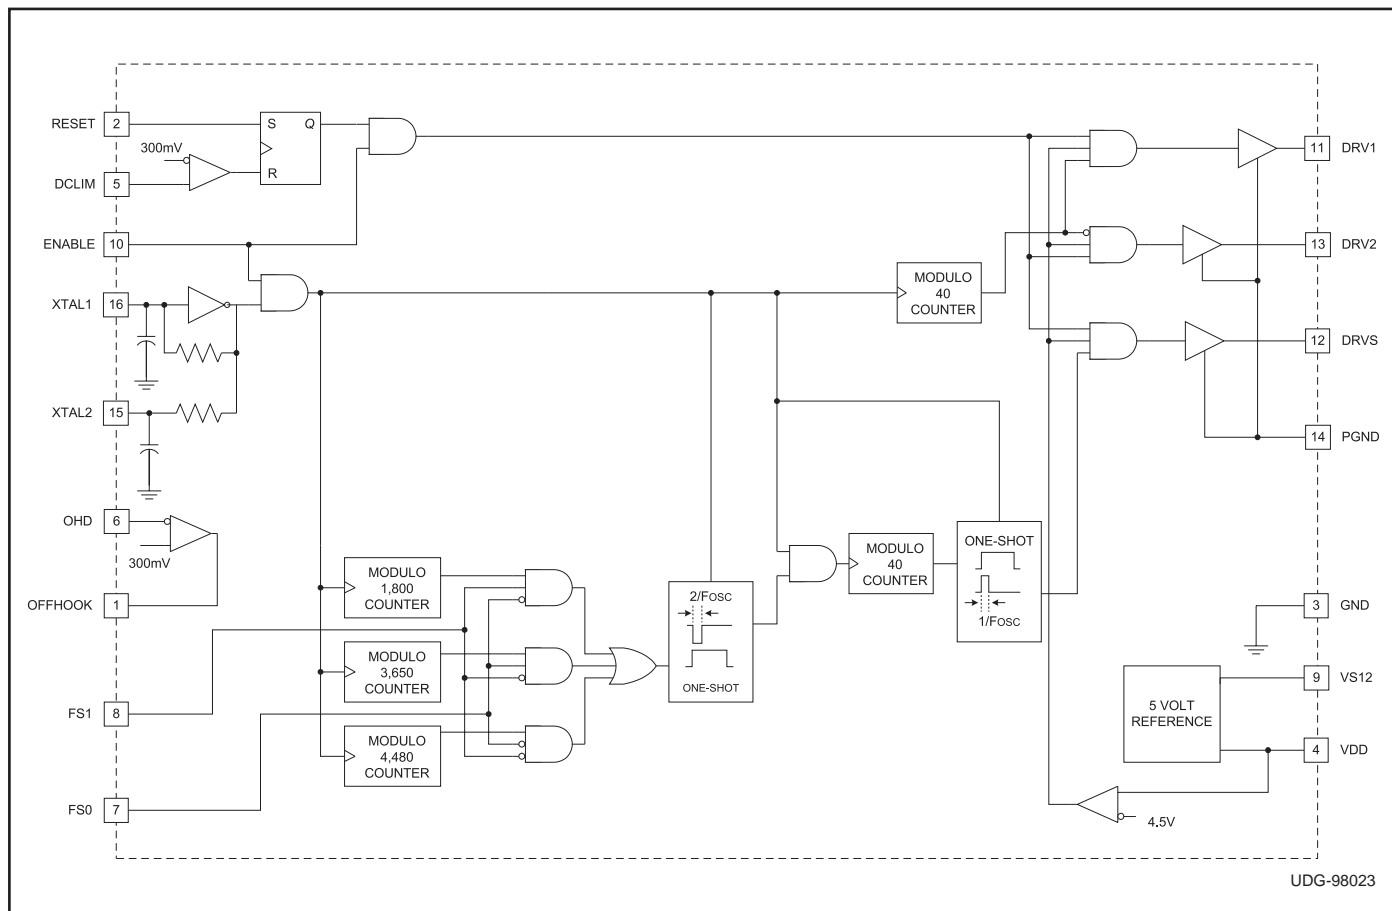 RESET
2
S
Q
300mV
R
DCLIM
5
ENABLE
10
XTAL1
16
XTAL2
15
OHD
6
300mV
OFFHOOK
1
FS1
8
FS0
7
MODULO
1,800
COUNTER
MODULO
3,650
COUNTER
MODULO
4,480
COUNTER
2/FOSC
ONE-SHOT
MODULO
40
COUNTER
MODULO
40
COUNTER
ONE-SHOT
1/FOSC
11
DRV1
13
DRV2
12
DRVS
14
PGND
3
GND
9
VS12
5 VOLT
REFERENCE
4
VDD
4.5V
UDG-98023